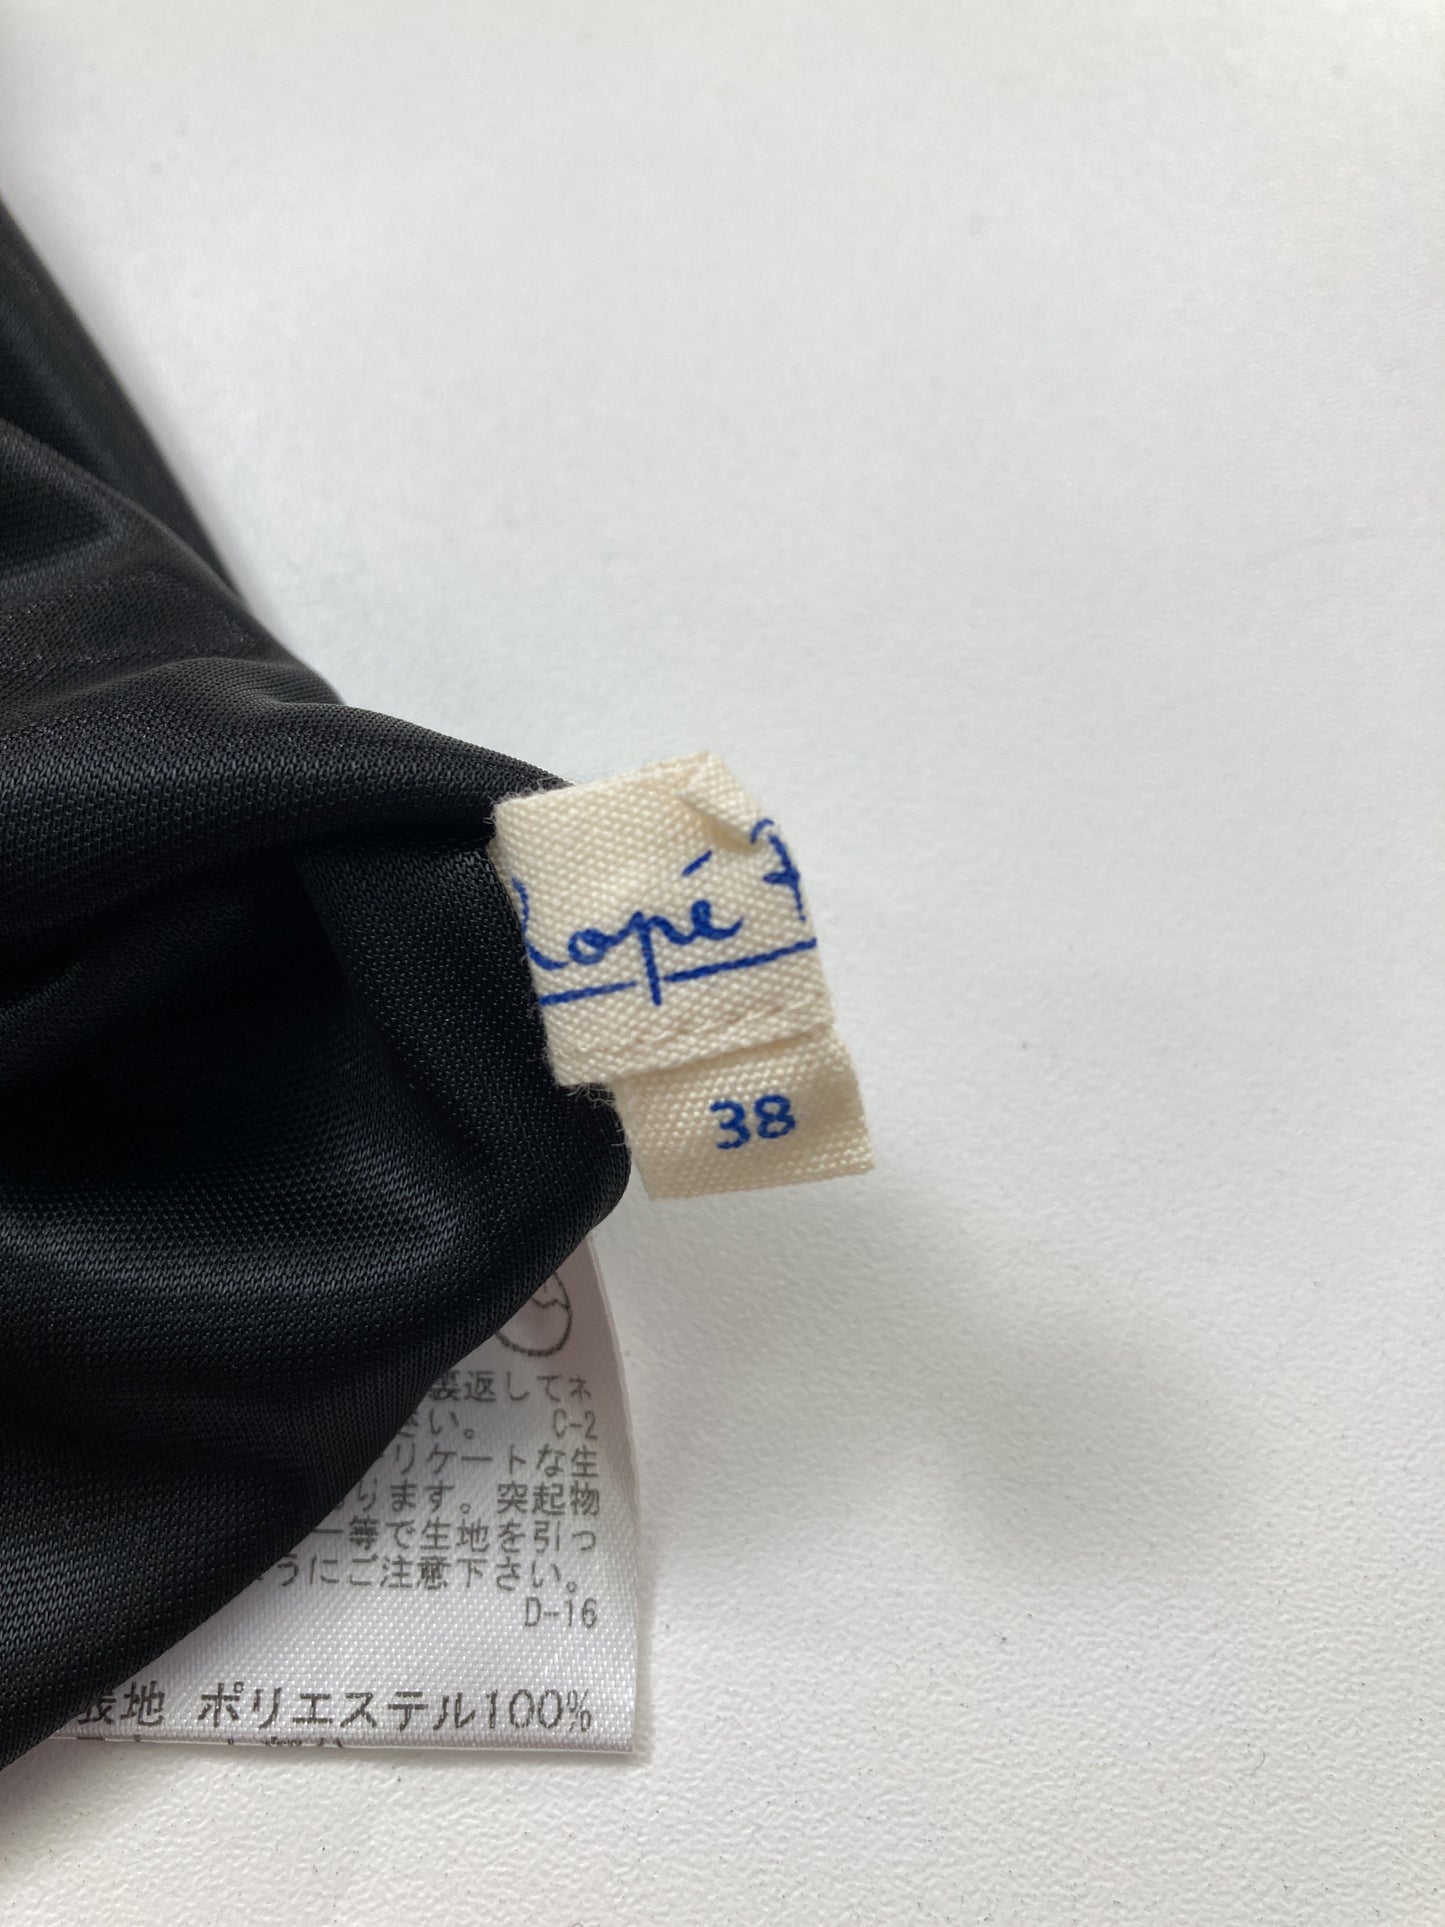 Ropé
38
裏返してネ
さい。 C-2
リケートな生
ります。突起物
ー等で生地を引っ
うにご注意下さい。
D-16
表地 ポリエステル100%